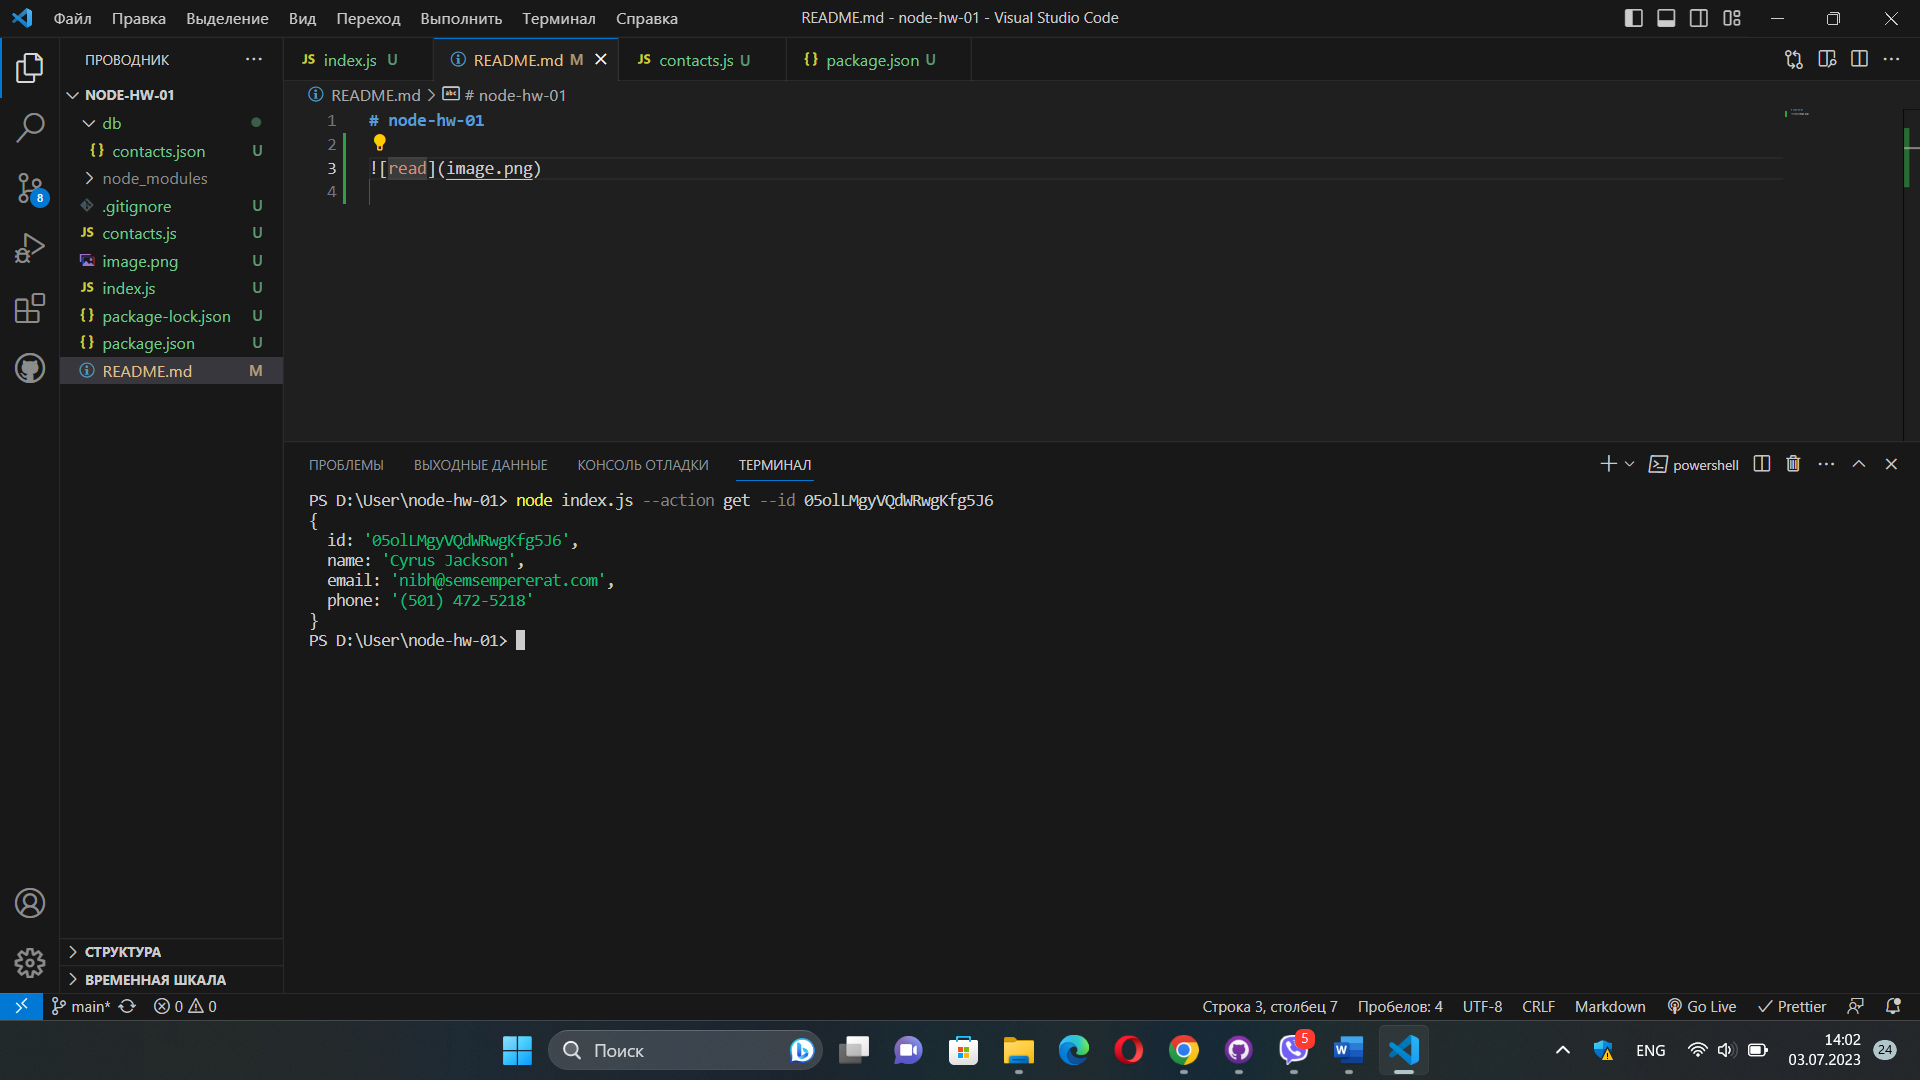 Файл Правка Выделение Вид Переход Выполнить Терминал Справка
README.md - node-hw-01 - Visual Studio Code
ПРОВОДНИК
NODE-HW-01
db
contacts.json U
node_modules
.gitignore U
contacts.js U
image.png U
index.js U
package-lock.json U
package.json U
README.md M
8
СТРУКТУРА
ВРЕМЕННАЯ ШКАЛА
JS index.js U
README.md M
JS contacts.js U
{} package.json U
README.md > # node-hw-01
1 # node-hw-01
2
3 ![read](image.png)
4
ПРОБЛЕМЫ ВЫХОДНЫЕ ДАННЫЕ КОНСОЛЬ ОТЛАДКИ ТЕРМИНАЛ
powershell
PS D:\User\node-hw-01> node index.js --action get --id 05olLMgyVQdWRwgKfg5J6
{
id: '05olLMgyVQdWRwgKfg5J6',
name: 'Cyrus Jackson',
email: 'nibh@semsempererat.com',
phone: '(501) 472-5218'
}
PS D:\User\node-hw-01>
main* 0 0
Строка 3, столбец 7 Пробелов: 4 UTF-8 CRLF Markdown Go Live Prettier
Поиск
5
ENG
14:02
03.07.2023
24